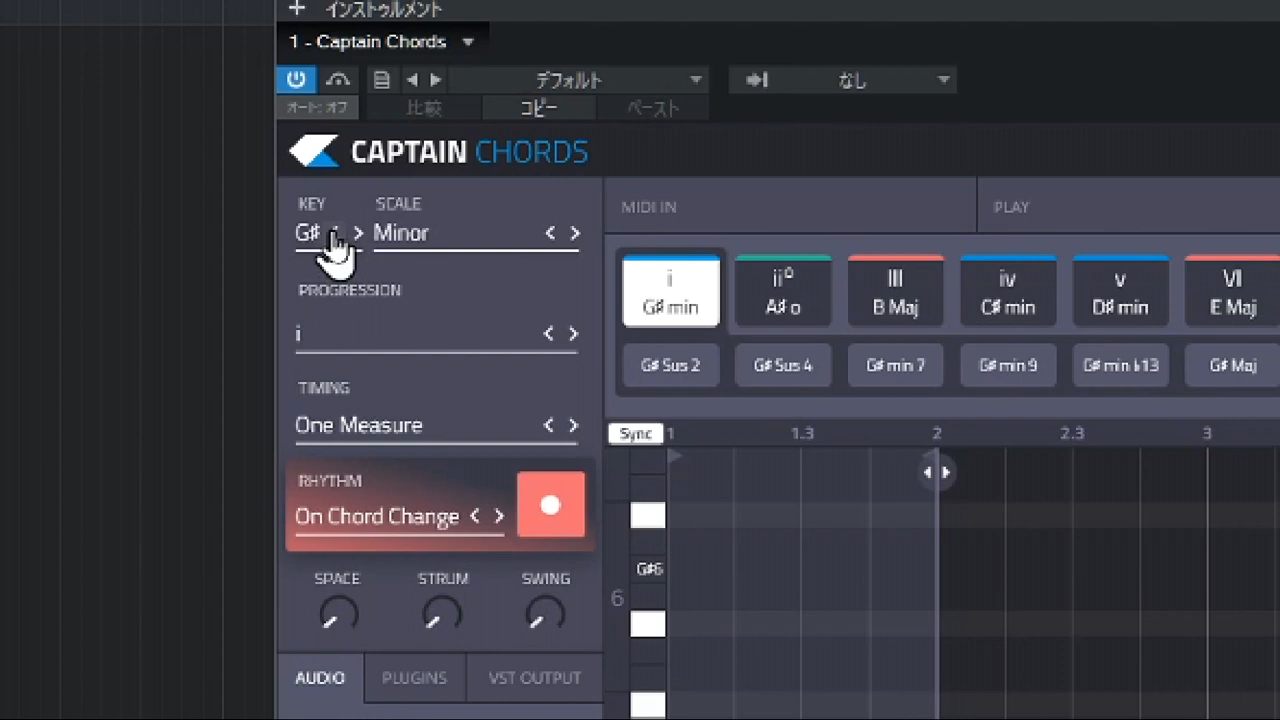 インストゥルメント
1 - Captain Chords
デフォルト
なし
オート: オフ
比較
コピー
ペースト
CAPTAIN CHORDS
KEY
SCALE
MIDI IN
PLAY
G♯
Minor
i
G♯ min
ii°
A♯ o
III
B Maj
iv
C♯ min
v
D♯ min
VI
E Maj
PROGRESSION
i
G♯ Sus 2
G♯ Sus 4
G♯ min 7
G♯ min 9
G♯ min ♭13
G♯ Maj
TIMING
One Measure
Sync
1
1.3
2
2.3
3
RHYTHM
On Chord Change
G♯6
6
SPACE
STRUM
SWING
AUDIO
PLUGINS
VST OUTPUT